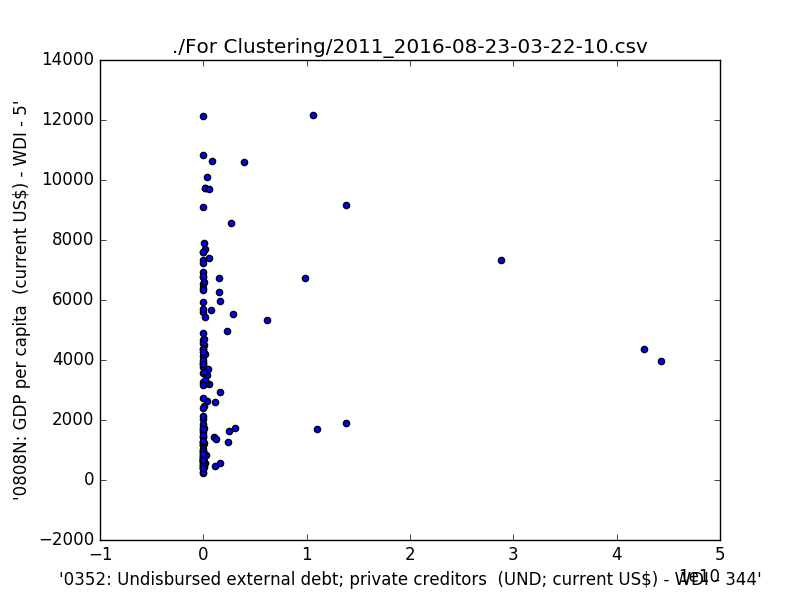 ./For Clustering/2011_2016-08-23-03-22-10.csv
14000
12000
10000
8000
6000
4000
2000
0
−2000
'0808N: GDP per capita  (current US$) - WDI - 5'
−1 0 1 2 3 4 5
1e10
'0352: Undisbursed external debt; private creditors  (UND; current US$) - WDI - 344'